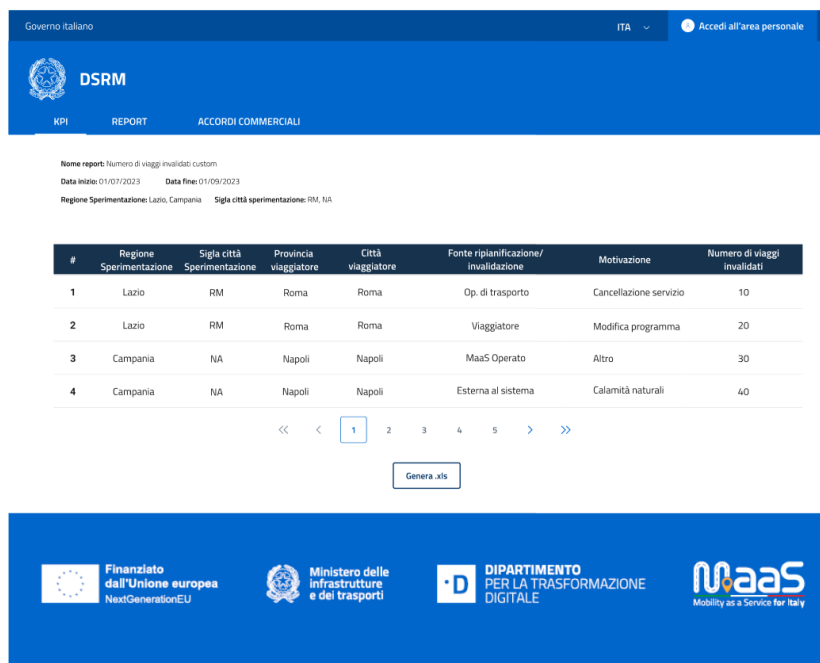 Governo italiano
ITA
Accedi all'area personale
DSRM
KPI REPORT ACCORDI COMMERCIALI
Nome report: Numero di viaggi invalidati custom
Data inizio: 01/07/2023 Data fine: 01/09/2023
Regione Sperimentazione: Lazio, Campania Sigla città sperimentazione: RM, NA
# Regione Sperimentazione Sigla città Sperimentazione Provincia viaggiatore Città viaggiatore Fonte ripianificazione/ invalidazione Motivazione Numero di viaggi invalidati
1 Lazio RM Roma Roma Op. di trasporto Cancellazione servizio 10
2 Lazio RM Roma Roma Viaggiatore Modifica programma 20
3 Campania NA Napoli Napoli MaaS Operato Altro 30
4 Campania NA Napoli Napoli Esterna al sistema Calamità naturali 40
1 2 3 4 5
Genera .xls
Finanziato
dall'Unione europea
NextGenerationEU
Ministero delle
infrastrutture
e dei trasporti
·D
DIPARTIMENTO
PER LA TRASFORMAZIONE
DIGITALE
MaaS
Mobility as a Service for Italy